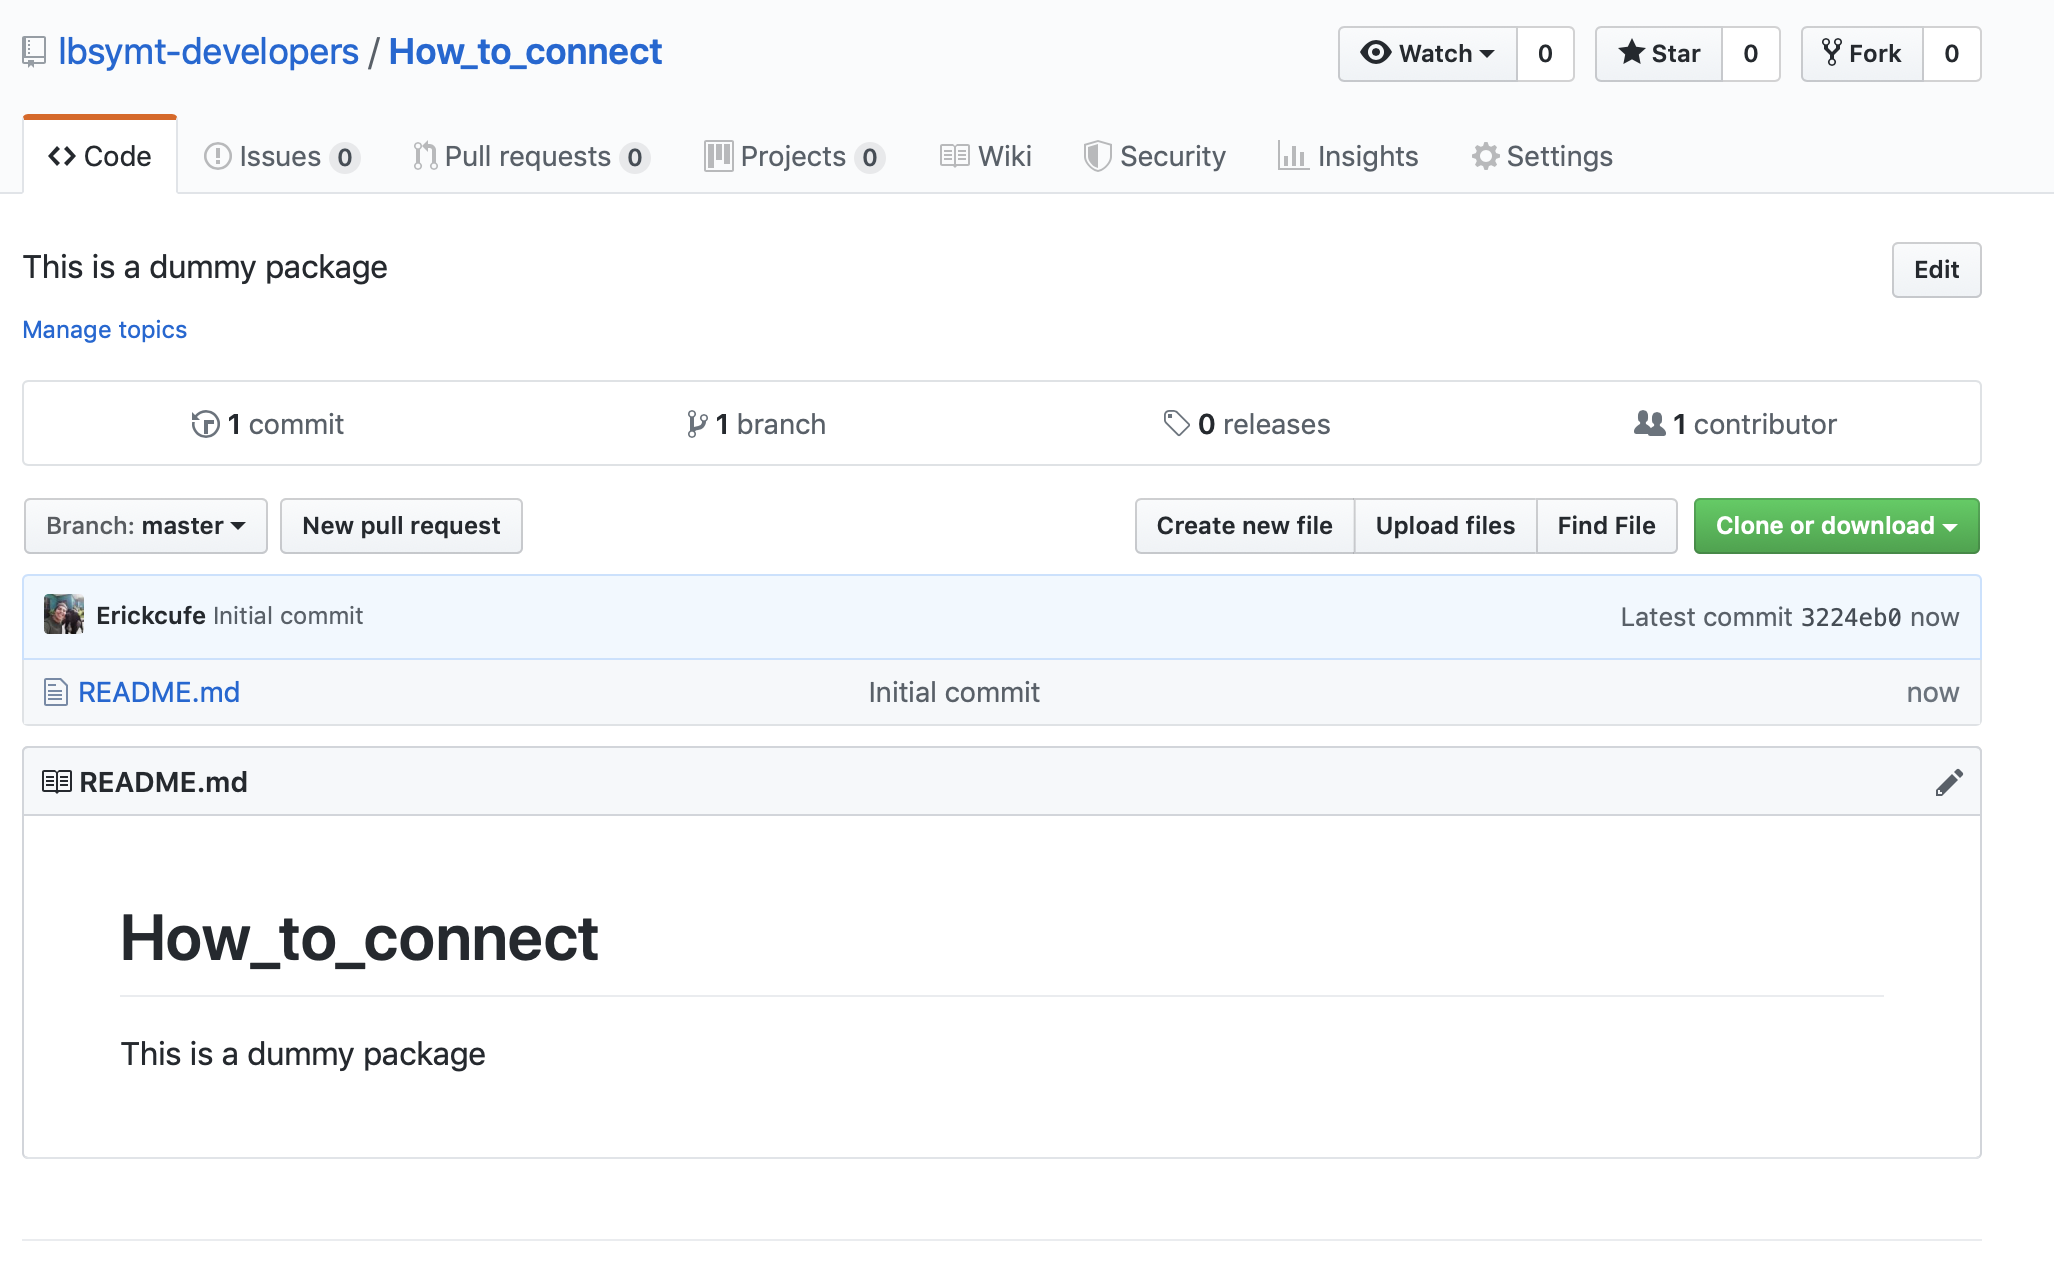 lbsymt-developers / How_to_connect
Watch 0 Star 0 Fork 0
Code Issues 0 Pull requests 0 Projects 0 Wiki Security Insights Settings
This is a dummy package
Edit
Manage topics
1 commit 1 branch 0 releases 1 contributor
Branch: master New pull request Create new file Upload files Find File Clone or download
Erickcufe Initial commit Latest commit 3224eb0 now
README.md Initial commit now
README.md
How_to_connect
This is a dummy package